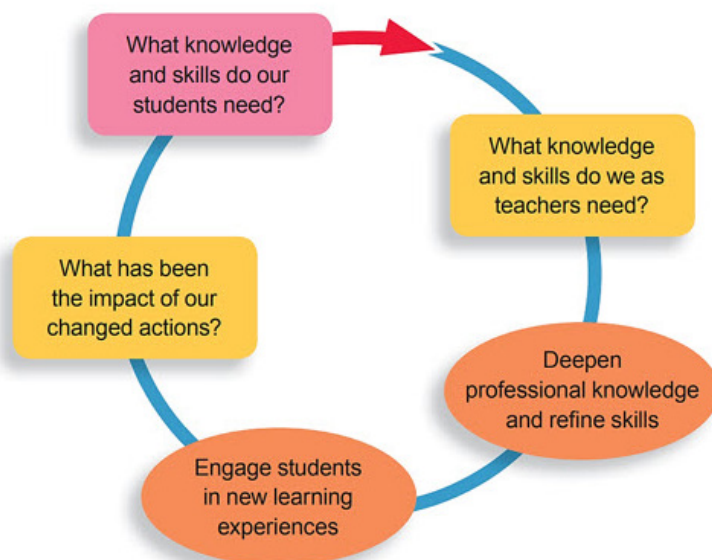 What knowledge
and skills do our
students need?
What knowledge
and skills do we as
teachers need?
Deepen
professional knowledge
and refine skills
Engage students
in new learning
experiences
What has been
the impact of our
changed actions?